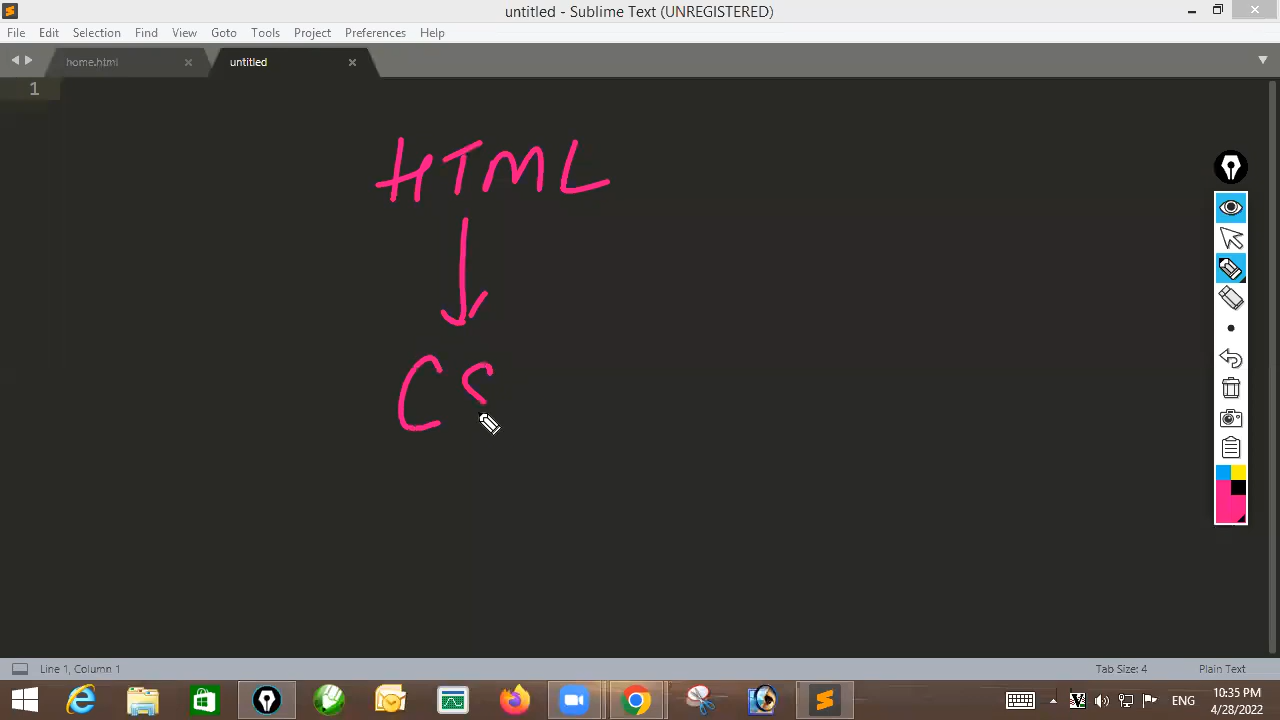 untitled - Sublime Text (UNREGISTERED)
File Edit Selection Find View Goto Tools Project Preferences Help
home.html untitled
1
HTML
CS
Line 1, Column 1 Tab Size: 4 Plain Text
ENG 10:35 PM
4/28/2022